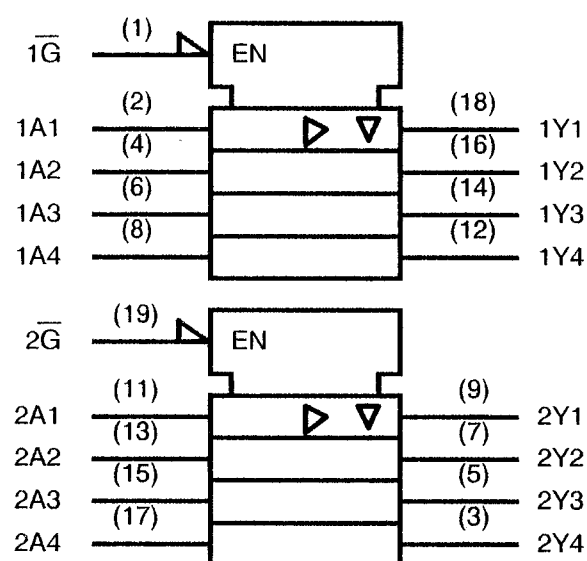 (1)
1G̅ EN
(2) (18)
1A1 1Y1
(4) (16)
1A2 1Y2
(6) (14)
1A3 1Y3
(8) (12)
1A4 1Y4
(19)
2G̅ EN
(11) (9)
2A1 2Y1
(13) (7)
2A2 2Y2
(15) (5)
2A3 2Y3
(17) (3)
2A4 2Y4